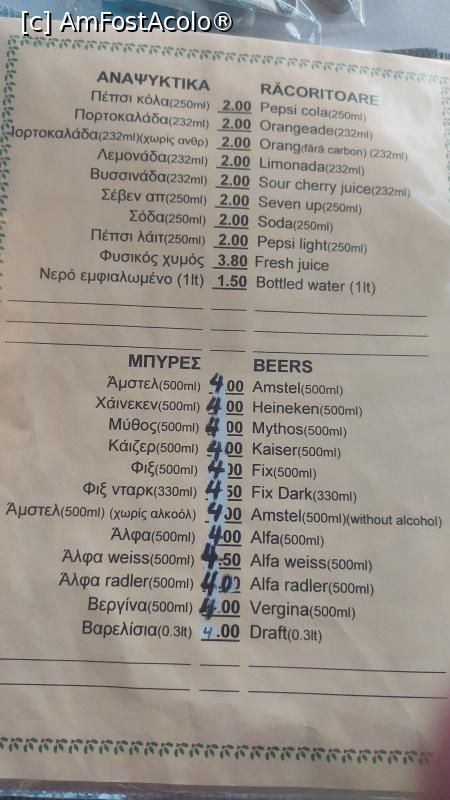 [c] AmFostAcolo®
ΑΝΑΨΥΚΤΙΚΑ RĂCORITOARE
Πέπσι κόλα(250ml) 2.00 Pepsi cola(250ml)
Πορτοκαλάδα(232ml) 2.00 Orangeade(232ml)
Πορτοκαλάδα(232ml)(χωρίς ανθρ) 2.00 Orang(fără carbon) (232ml)
Λεμονάδα(232ml) 2.00 Limonada(232ml)
Βυσσινάδα(232ml) 2.00 Sour cherry juice(232ml)
Σέβεν απ(250ml) 2.00 Seven up(250ml)
Σόδα(250ml) 2.00 Soda(250ml)
Πέπσι λάιτ(250ml) 2.00 Pepsi light(250ml)
Φυσικός χυμός 3.80 Fresh juice
Νερό εμφιαλωμένο (1lt) 1.50 Bottled water (1lt)
ΜΠΥΡΕΣ BEERS
Άμστελ(500ml) 4.00 Amstel(500ml)
Χάινεκεν(500ml) 4.00 Heineken(500ml)
Μύθος(500ml) 4.00 Mythos(500ml)
Κάιζερ(500ml) 4.00 Kaiser(500ml)
Φιξ(500ml) 4.00 Fix(500ml)
Φιξ νταρκ(330ml) 4.50 Fix Dark(330ml)
Άμστελ(500ml) (χωρίς αλκοόλ) 4.00 Amstel(500ml)(without alcohol)
Άλφα(500ml) 4.00 Alfa(500ml)
Άλφα weiss(500ml) 4.50 Alfa weiss(500ml)
Άλφα radler(500ml) 4.00 Alfa radler(500ml)
Βεργίνα(500ml) 4.00 Vergina(500ml)
Βαρελίσια(0.3lt) 4.00 Draft(0.3lt)